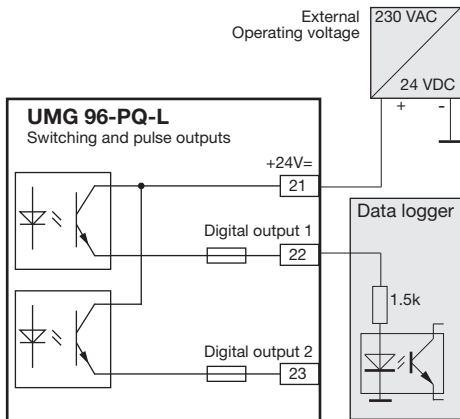 External
Operating voltage
230 VAC
24 VDC
+ -
UMG 96-PQ-L
Switching and pulse outputs
+24V=
21
Data logger
Digital output 1
22
1.5k
Digital output 2
23